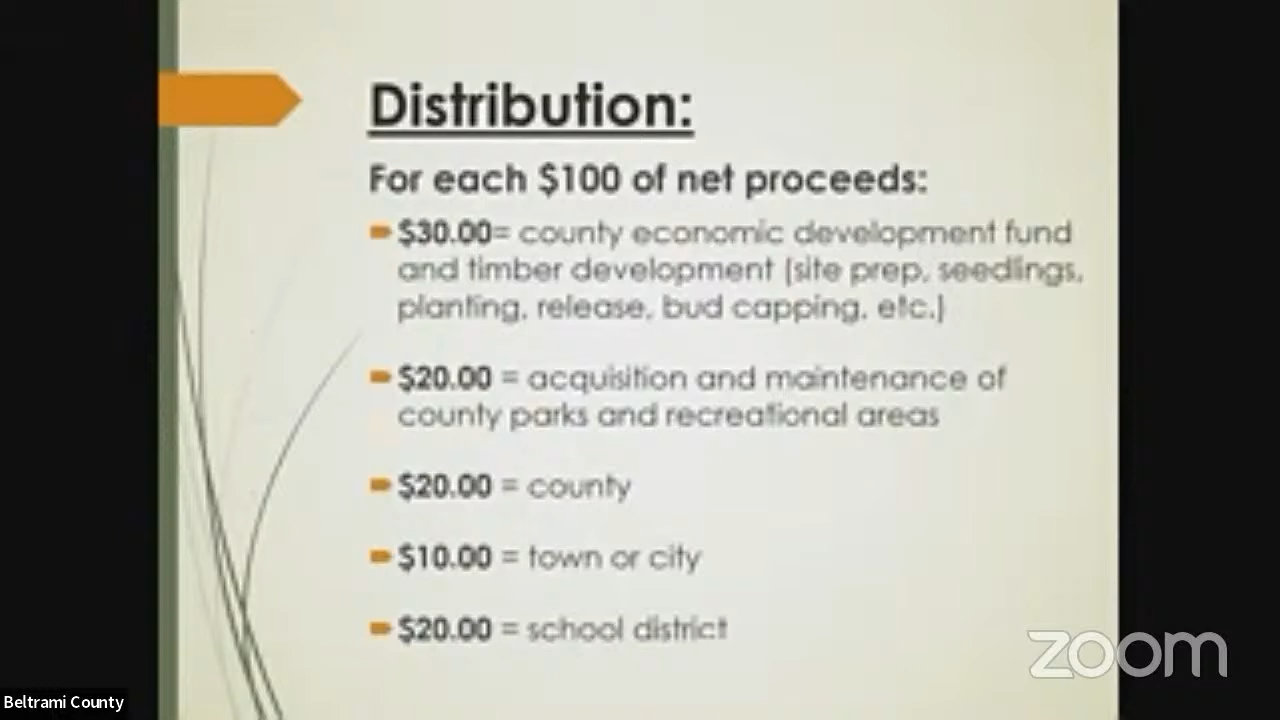 Distribution:
For each $100 of net proceeds:
$30.00= county economic development fund
and timber development (site prep, seedlings,
planting, release, bud capping, etc.)
$20.00 = acquisition and maintenance of
county parks and recreational areas
$20.00 = county
$10.00 = town or city
$20.00 = school district
zoom
Beltrami County